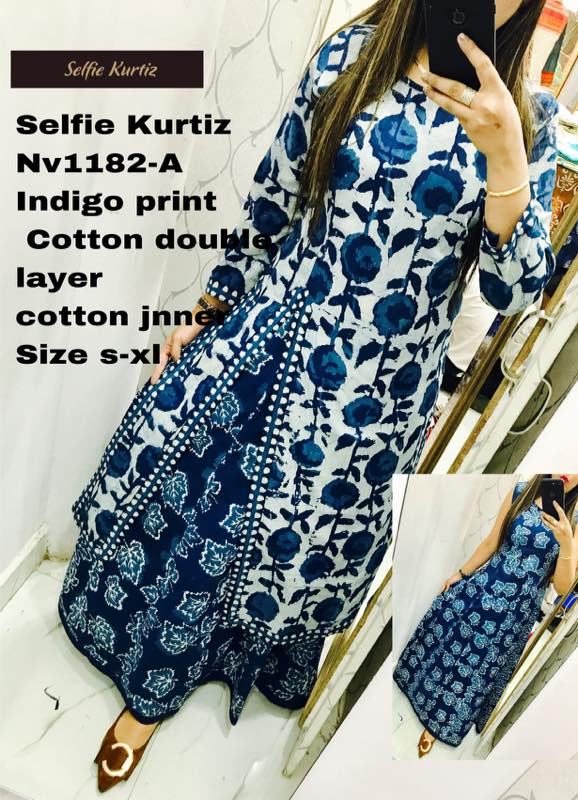 Selfie Kurtiz
Selfie Kurtiz
Nv1182-A
Indigo print
Cotton double
layer
cotton jnner
Size s-xl